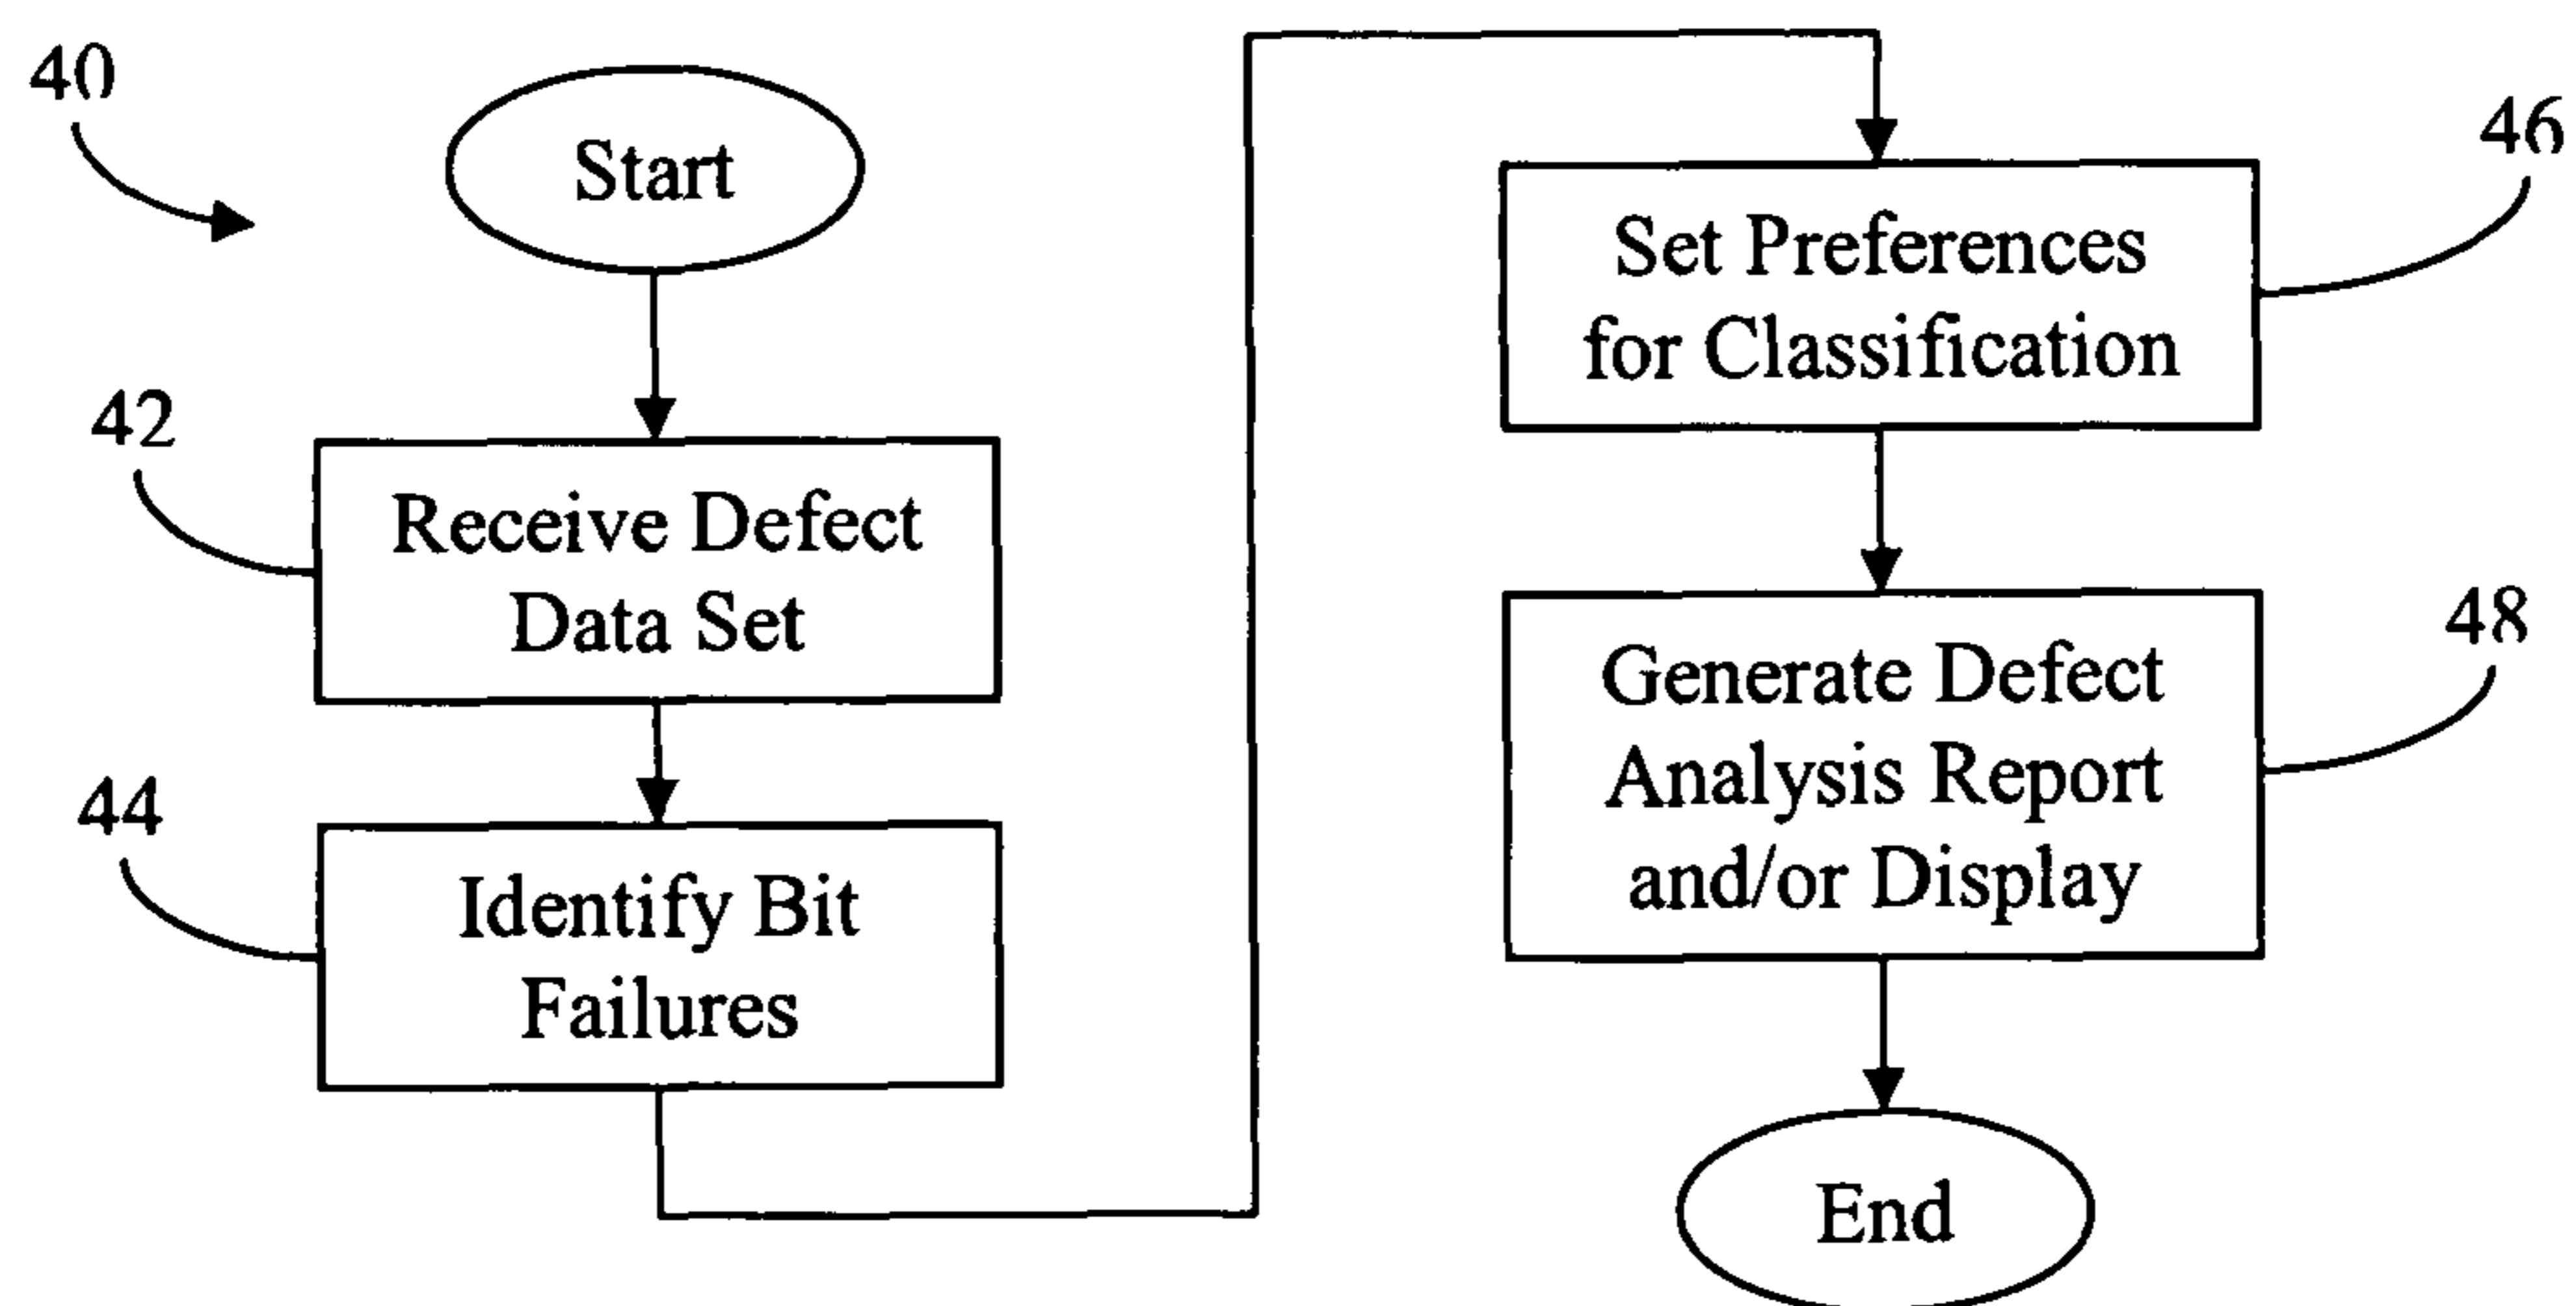 40
Start
42
Receive Defect
Data Set
44
Identify Bit
Failures
46
Set Preferences
for Classification
48
Generate Defect
Analysis Report
and/or Display
End